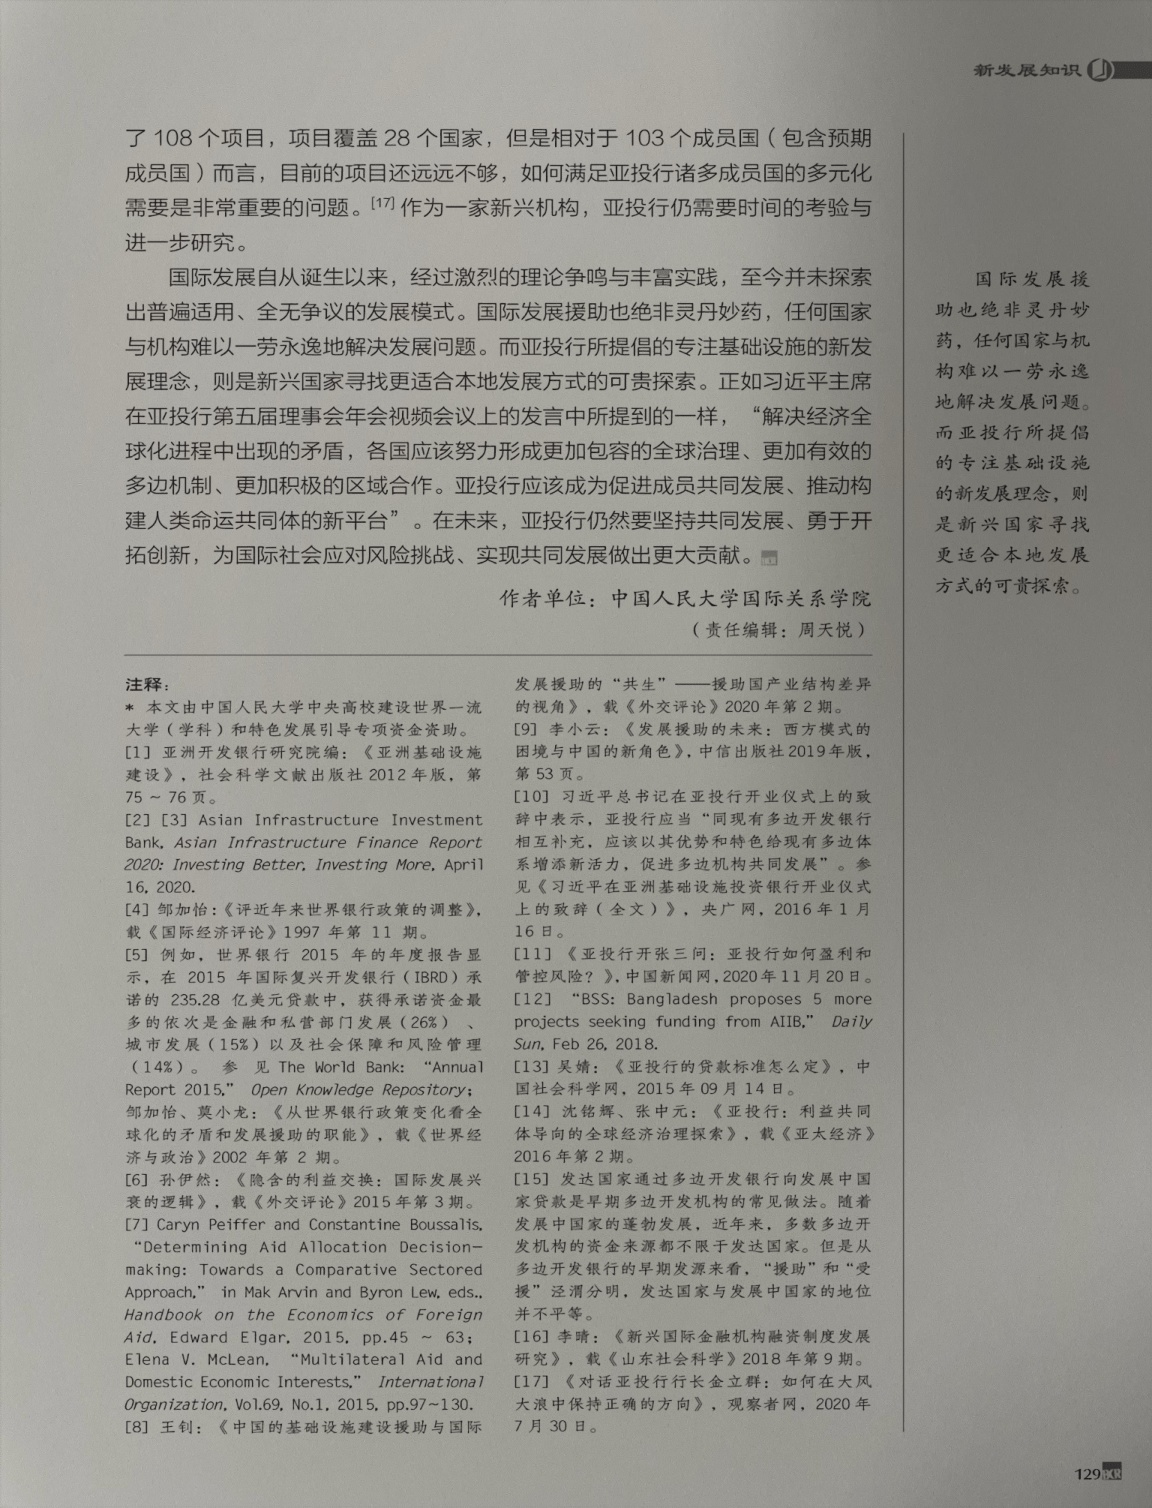 新发展知识
了 108 个项目，项目覆盖 28 个国家，但是相对于 103 个成员国（包含预期
成员国）而言，目前的项目还远远不够，如何满足亚投行诸多成员国的多元化
需要是非常重要的问题。[17] 作为一家新兴机构，亚投行仍需要时间的考验与
进一步研究。
国际发展自从诞生以来，经过激烈的理论争鸣与丰富实践，至今并未探索
出普遍适用、全无争议的发展模式。国际发展援助也绝非灵丹妙药，任何国家
与机构难以一劳永逸地解决发展问题。而亚投行所提倡的专注基础设施的新发
展理念，则是新兴国家寻找更适合本地发展方式的可贵探索。正如习近平主席
在亚投行第五届理事会年会视频会议上的发言中所提到的一样，“解决经济全
球化进程中出现的矛盾，各国应该努力形成更加包容的全球治理、更加有效的
多边机制、更加积极的区域合作。亚投行应该成为促进成员共同发展、推动构
建人类命运共同体的新平台”。在未来，亚投行仍然要坚持共同发展、勇于开
拓创新，为国际社会应对风险挑战、实现共同发展做出更大贡献。
作者单位：中国人民大学国际关系学院
（责任编辑：周天悦）
国际发展援
助也绝非灵丹妙
药，任何国家与机
构难以一劳永逸
地解决发展问题。
而亚投行所提倡
的专注基础设施
的新发展理念，则
是新兴国家寻找
更适合本地发展
方式的可贵探索。
注释：
* 本文由中国人民大学中央高校建设世界一流
大学（学科）和特色发展引导专项资金资助。
[1] 亚洲开发银行研究院编：《亚洲基础设施
建设》，社会科学文献出版社 2012 年版，第
75 ~ 76 页。
[2] [3] Asian Infrastructure Investment
Bank, Asian Infrastructure Finance Report
2020: Investing Better, Investing More, April
16, 2020.
[4] 邹加怡：《评近年来世界银行政策的调整》，
载《国际经济评论》1997 年第 11 期。
[5] 例如，世界银行 2015 年的年度报告显
示，在 2015 年国际复兴开发银行（IBRD）承
诺的 235.28 亿美元贷款中，获得承诺资金最
多的依次是金融和私营部门发展（26%）、
城市发展（15%）以及社会保障和风险管理
（14%）。 参 见 The World Bank: “Annual
Report 2015,” Open Knowledge Repository;
邹加怡、莫小龙：《从世界银行政策变化看全
球化的矛盾和发展援助的职能》，载《世界经
济与政治》2002 年第 2 期。
[6] 孙伊然：《隐含的利益交换：国际发展兴
衰的逻辑》，载《外交评论》2015 年第 3 期。
[7] Caryn Peiffer and Constantine Boussalis,
“Determining Aid Allocation Decision-
making: Towards a Comparative Sectored
Approach,” in Mak Arvin and Byron Lew, eds.,
Handbook on the Economics of Foreign
Aid, Edward Elgar, 2015, pp.45 ~ 63;
Elena V. McLean, “Multilateral Aid and
Domestic Economic Interests,” International
Organization, Vol.69, No.1, 2015, pp.97~130.
[8] 王钊：《中国的基础设施建设援助与国际
发展援助的“共生”——援助国产业结构差异
的视角》，载《外交评论》2020 年第 2 期。
[9] 李小云：《发展援助的未来：西方模式的
困境与中国的新角色》，中信出版社 2019 年版，
第 53 页。
[10] 习近平总书记在亚投行开业仪式上的致
辞中表示，亚投行应当“同现有多边开发银行
相互补充，应该以其优势和特色给现有多边体
系增添新活力，促进多边机构共同发展”。参
见《习近平在亚洲基础设施投资银行开业仪式
上的致辞（全文）》，央广网，2016 年 1 月
16 日。
[11] 《亚投行开张三问：亚投行如何盈利和
管控风险？》，中国新闻网，2020 年 11 月 20 日。
[12] “BSS: Bangladesh proposes 5 more
projects seeking funding from AIIB,” Daily
Sun, Feb 26, 2018.
[13] 吴婧：《亚投行的贷款标准怎么定》，中
国社会科学网，2015 年 09 月 14 日。
[14] 沈铭辉、张中元：《亚投行：利益共同
体导向的全球经济治理探索》，载《亚太经济》
2016 年第 2 期。
[15] 发达国家通过多边开发银行向发展中国
家贷款是早期多边开发机构的常见做法。随着
发展中国家的蓬勃发展，近年来，多数多边开
发机构的资金来源都不限于发达国家。但是从
多边开发银行的早期发源来看，“援助”和“受
援”泾渭分明，发达国家与发展中国家的地位
并不平等。
[16] 李晴：《新兴国际金融机构融资制度发展
研究》，载《山东社会科学》2018 年第 9 期。
[17] 《对话亚投行行长金立群：如何在大风
大浪中保持正确的方向》，观察者网，2020 年
7 月 30 日。
129